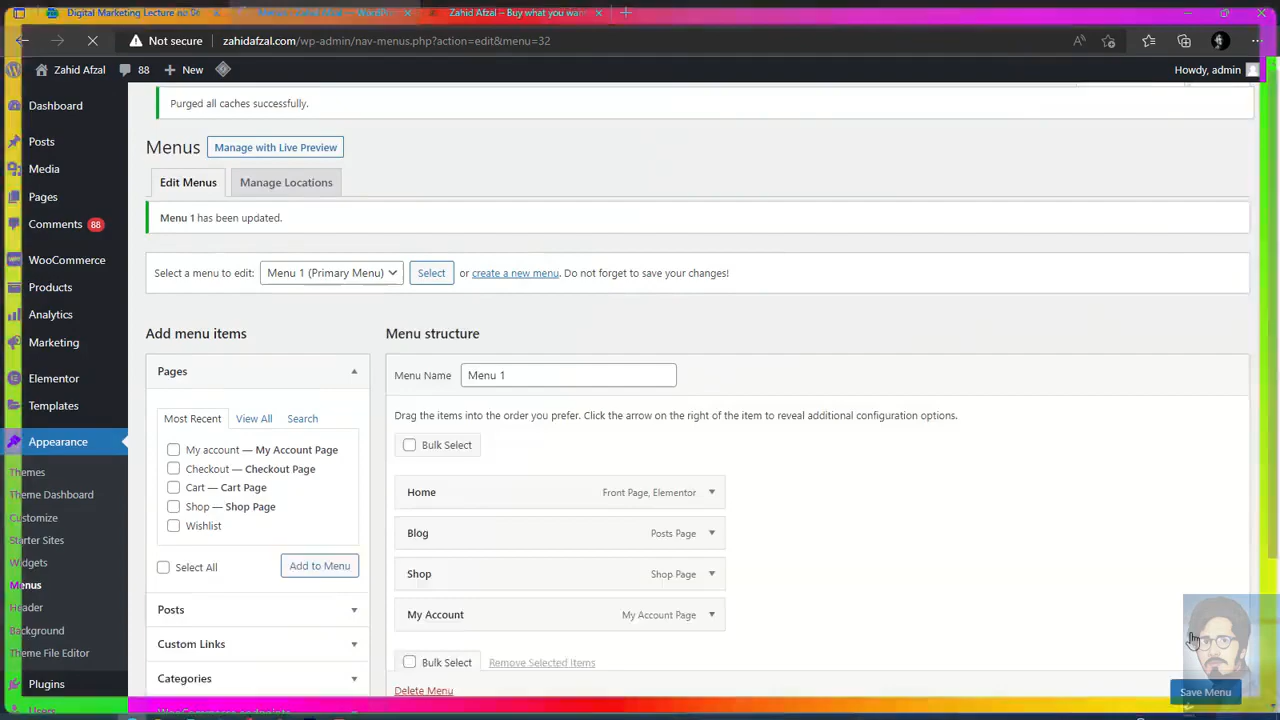 Digital Marketing Lecture no
Zahid Afzal – Buy what you wan
Not secure zahidafzal.com/wp-admin/nav-menus.php?action=edit&menu=32
Zahid Afzal 88 New Howdy, admin
Dashboard
Posts
Media
Pages
Comments 88
WooCommerce
Products
Analytics
Marketing
Elementor
Templates
Appearance
Themes
Theme Dashboard
Customize
Starter Sites
Widgets
Menus
Header
Background
Theme File Editor
Plugins
Users
Purged all caches successfully.
Menus Manage with Live Preview
Edit Menus Manage Locations
Menu 1 has been updated.
Select a menu to edit: Menu 1 (Primary Menu) Select or create a new menu. Do not forget to save your changes!
Add menu items
Pages
Most Recent View All Search
My account — My Account Page
Checkout — Checkout Page
Cart — Cart Page
Shop — Shop Page
Wishlist
Select All Add to Menu
Posts
Custom Links
Categories
WooCommerce endpoints
Menu structure
Menu Name Menu 1
Drag the items into the order you prefer. Click the arrow on the right of the item to reveal additional configuration options.
Bulk Select
Home Front Page, Elementor
Blog Posts Page
Shop Shop Page
My Account My Account Page
Bulk Select Remove Selected Items
Delete Menu
Save Menu